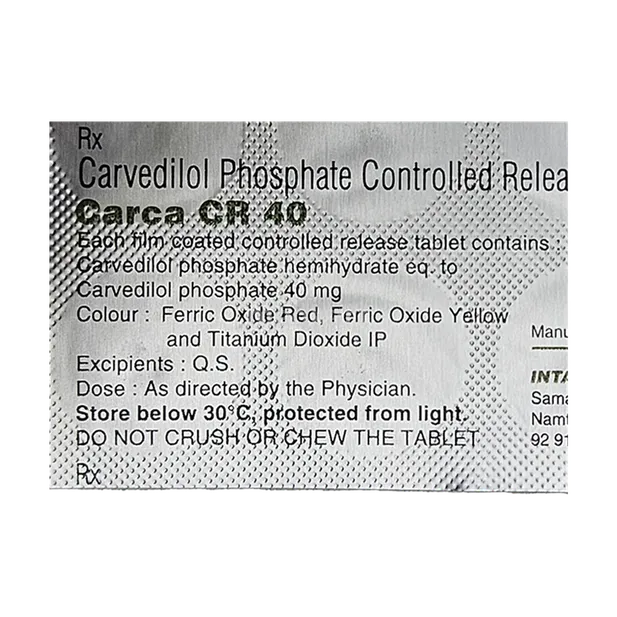 Rx
Carvedilol Phosphate Controlled Relea
Carca CR 40
Each film coated controlled release tablet contains :
Carvedilol phosphate hemihydrate eq. to
Carvedilol phosphate 40 mg
Colour : Ferric Oxide Red, Ferric Oxide Yellow
and Titanium Dioxide IP
Excipients : Q.S.
Dose : As directed by the Physician.
Store below 30°C, protected from light.
DO NOT CRUSH OR CHEW THE TABLET
Rx
Manu
INTA
Sama
Namt
92 91